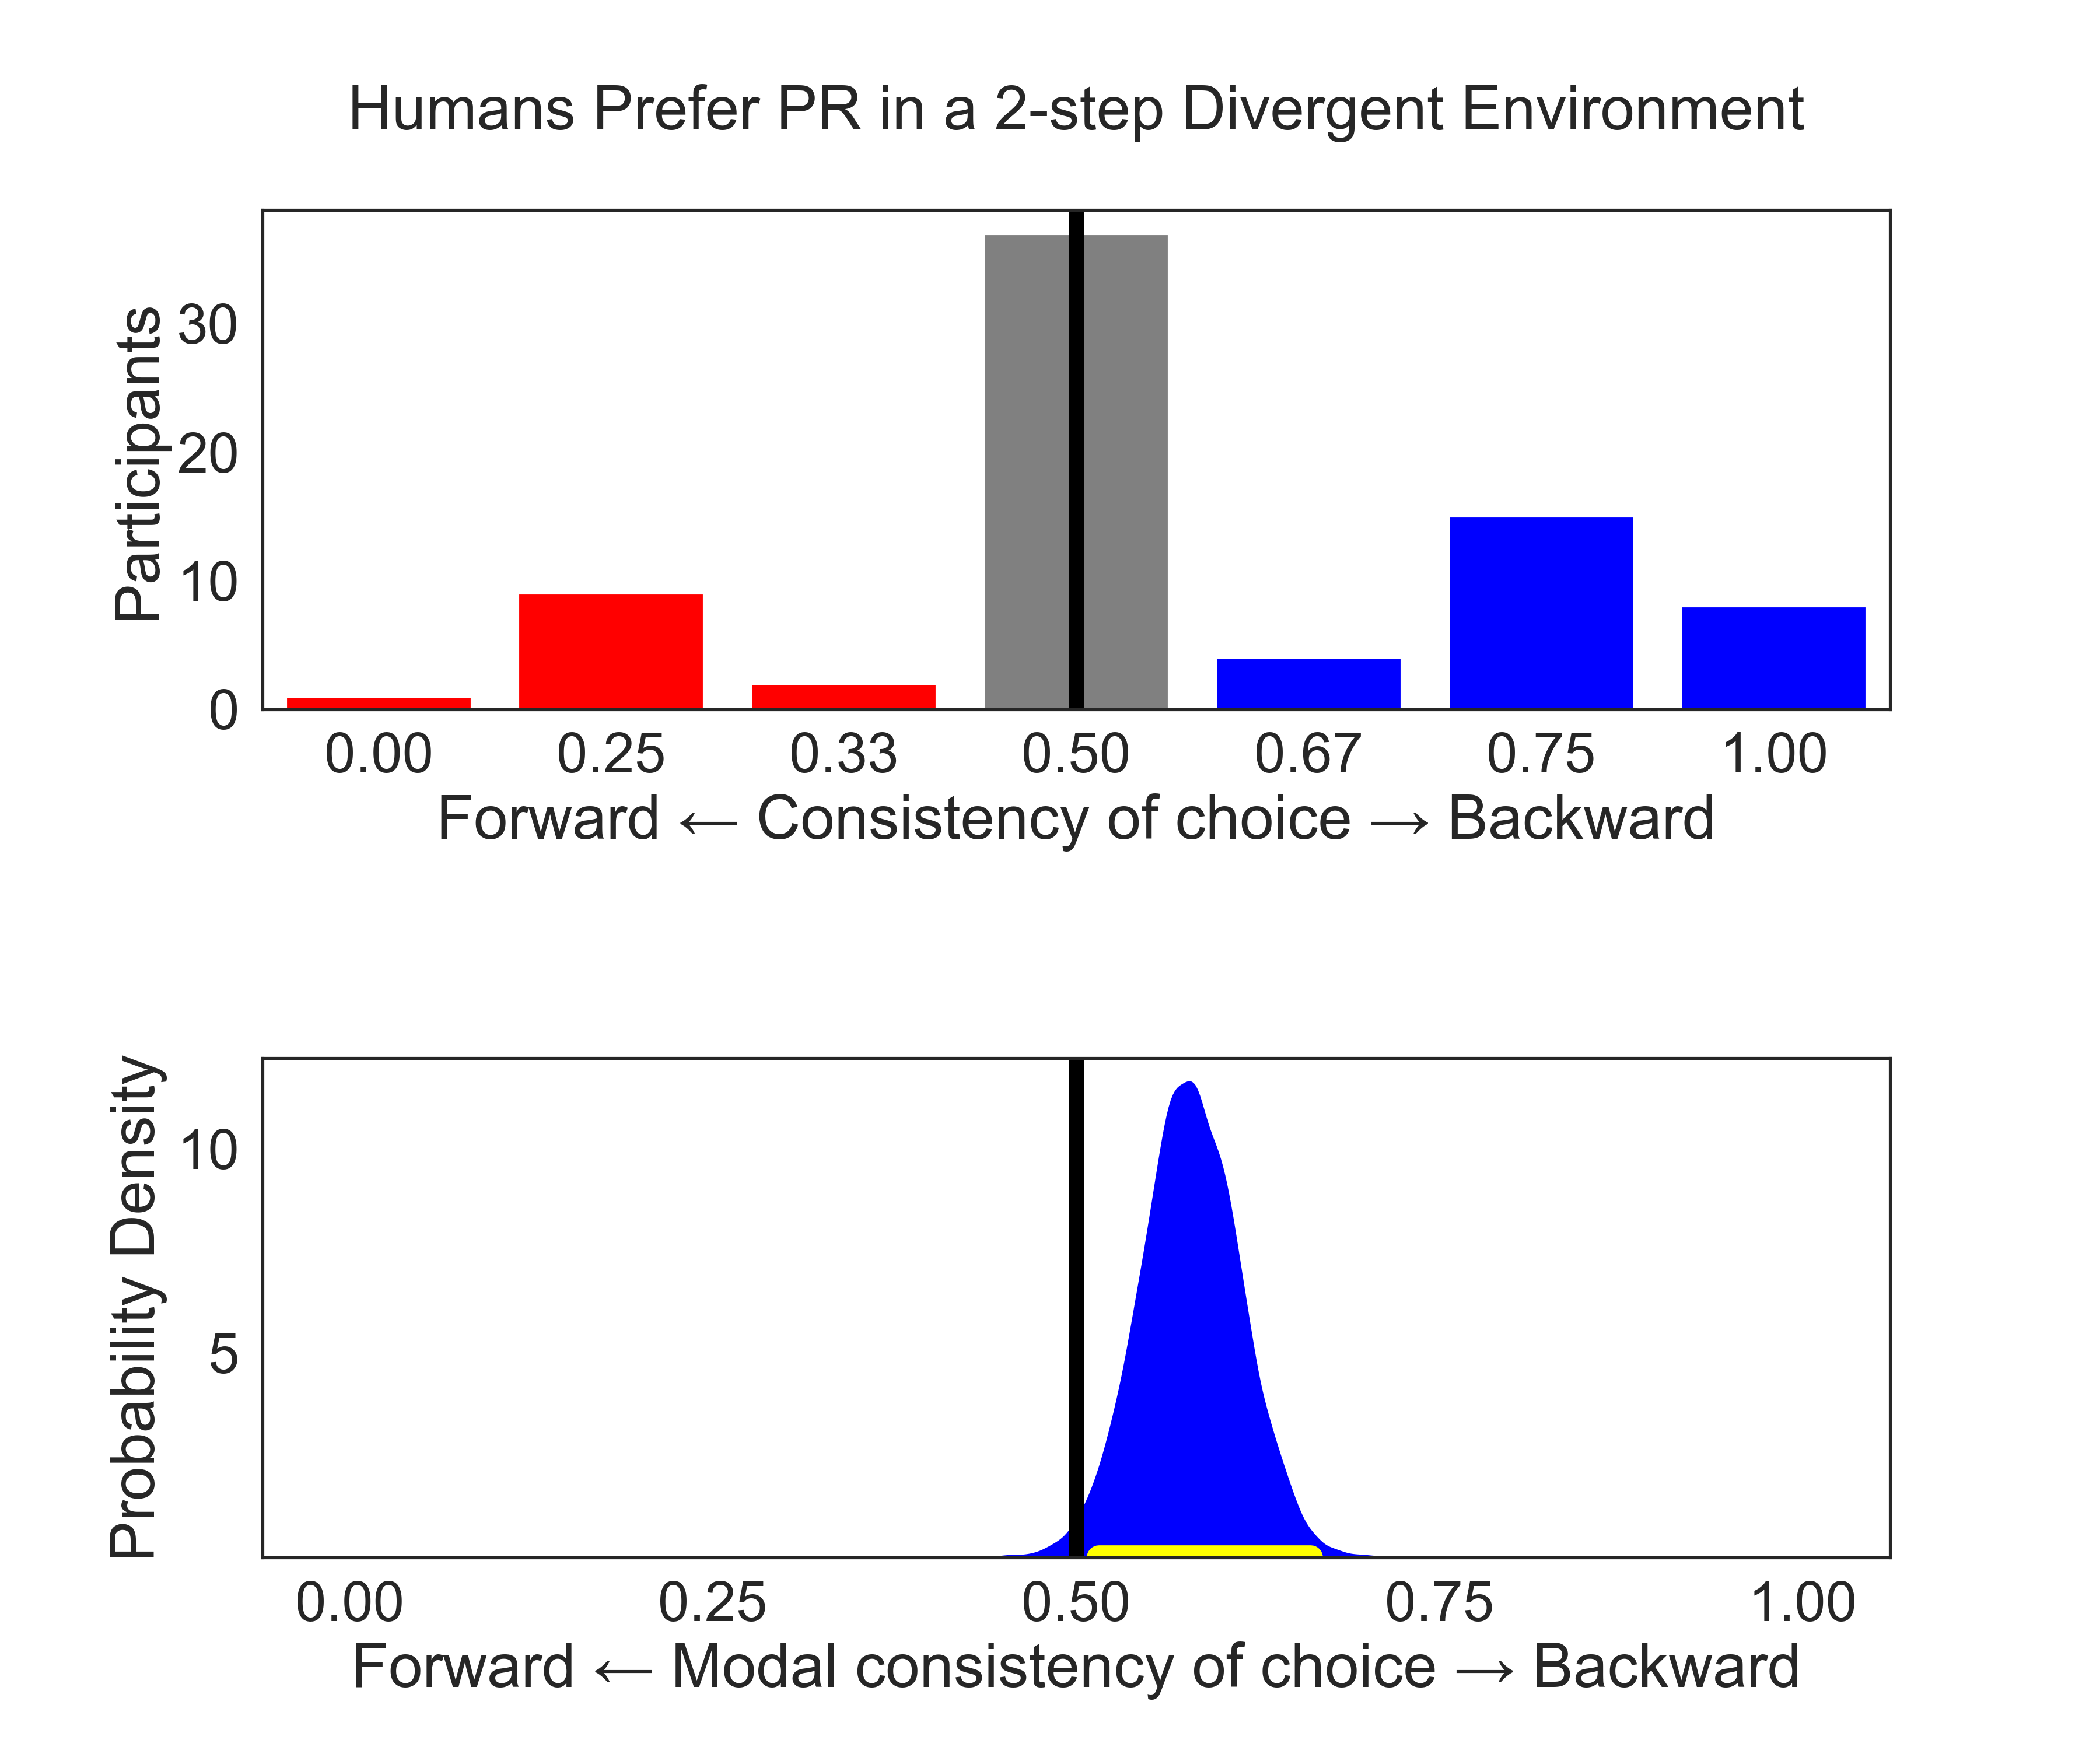 Humans Prefer PR in a 2-step Divergent Environment
Participants
30
20
10
0
0.00 0.25 0.33 0.50 0.67 0.75 1.00
Forward ← Consistency of choice → Backward
Probability Density
10
5
0.00 0.25 0.50 0.75 1.00
Forward ← Modal consistency of choice → Backward